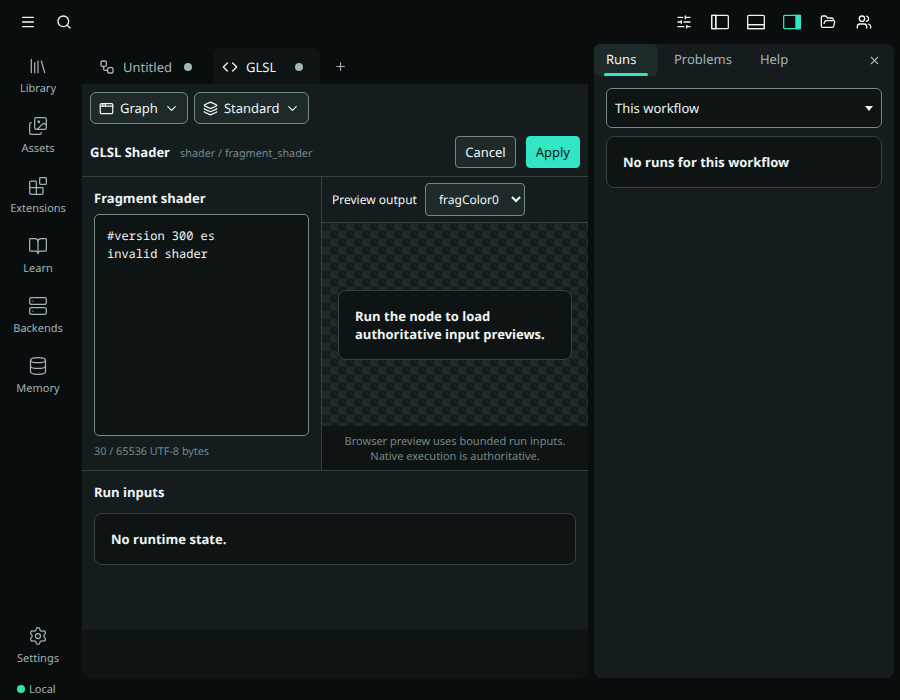 Library
Assets
Extensions
Learn
Backends
Memory
Settings
Local
Untitled
GLSL
Graph
Standard
GLSL Shader shader / fragment_shader
Cancel
Apply
Fragment shader
#version 300 es
invalid shader
30 / 65536 UTF-8 bytes
Preview output fragColor0
Run the node to load
authoritative input previews.
Browser preview uses bounded run inputs.
Native execution is authoritative.
Run inputs
No runtime state.
Runs
Problems
Help
This workflow
No runs for this workflow